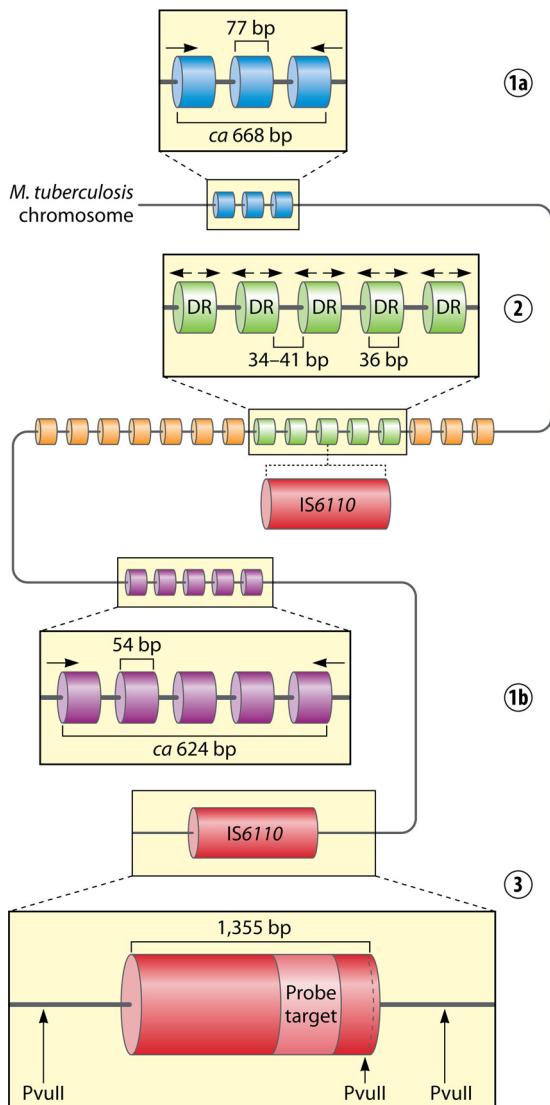 77 bp
1a
ca 668 bp
M. tuberculosis
chromosome
DR DR DR DR DR
2
34–41 bp 36 bp
IS6110
54 bp
1b
ca 624 bp
IS6110
3
1,355 bp
Probe
target
PvuII PvuII PvuII